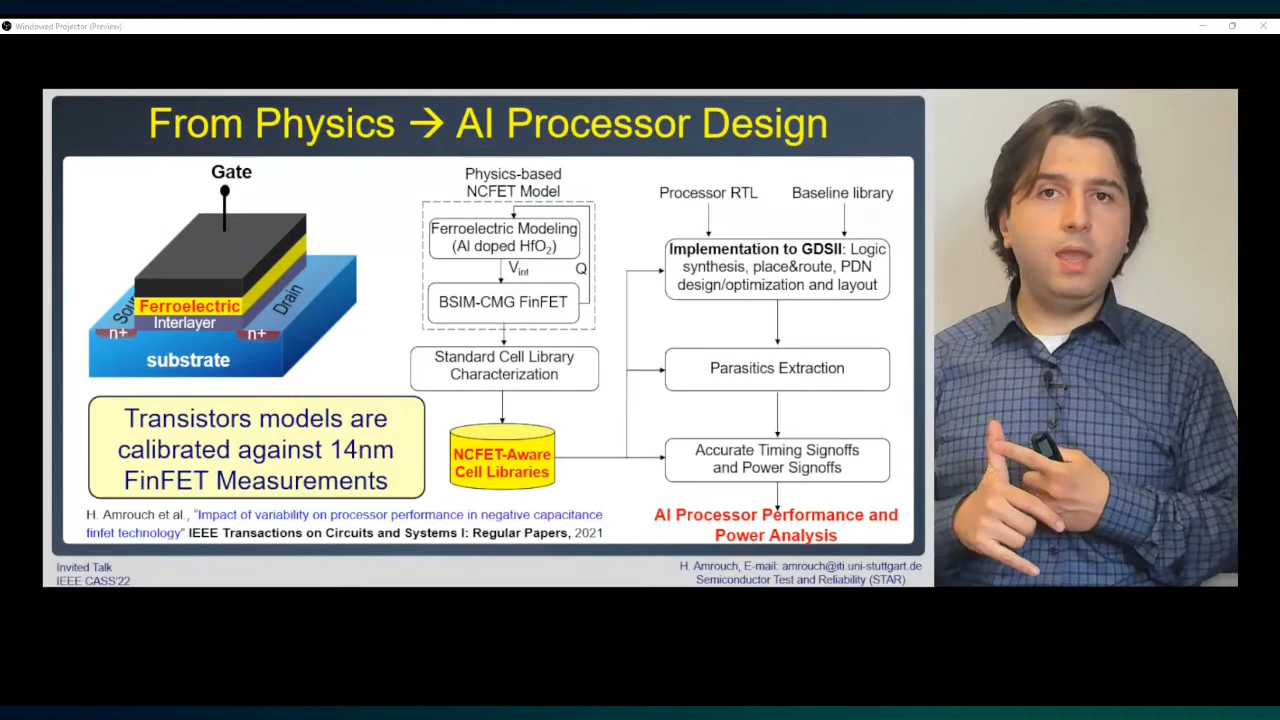 Windowed Projector (Preview)
From Physics → AI Processor Design
Gate
Sou
Drain
Ferroelectric
Interlayer
n+
n+
substrate
Transistors models are
calibrated against 14nm
FinFET Measurements
Physics-based
NCFET Model
Ferroelectric Modeling
(Al doped HfO₂)
Vint
Q
BSIM-CMG FinFET
Standard Cell Library
Characterization
NCFET-Aware
Cell Libraries
Processor RTL
Baseline library
Implementation to GDSII: Logic
synthesis, place&route, PDN
design/optimization and layout
Parasitics Extraction
Accurate Timing Signoffs
and Power Signoffs
AI Processor Performance and
Power Analysis
H. Amrouch et al., "Impact of variability on processor performance in negative capacitance
finfet technology" IEEE Transactions on Circuits and Systems I: Regular Papers, 2021
Invited Talk
IEEE CASS'22
H. Amrouch, E-mail: amrouch@iti.uni-stuttgart.de
Semiconductor Test and Reliability (STAR)